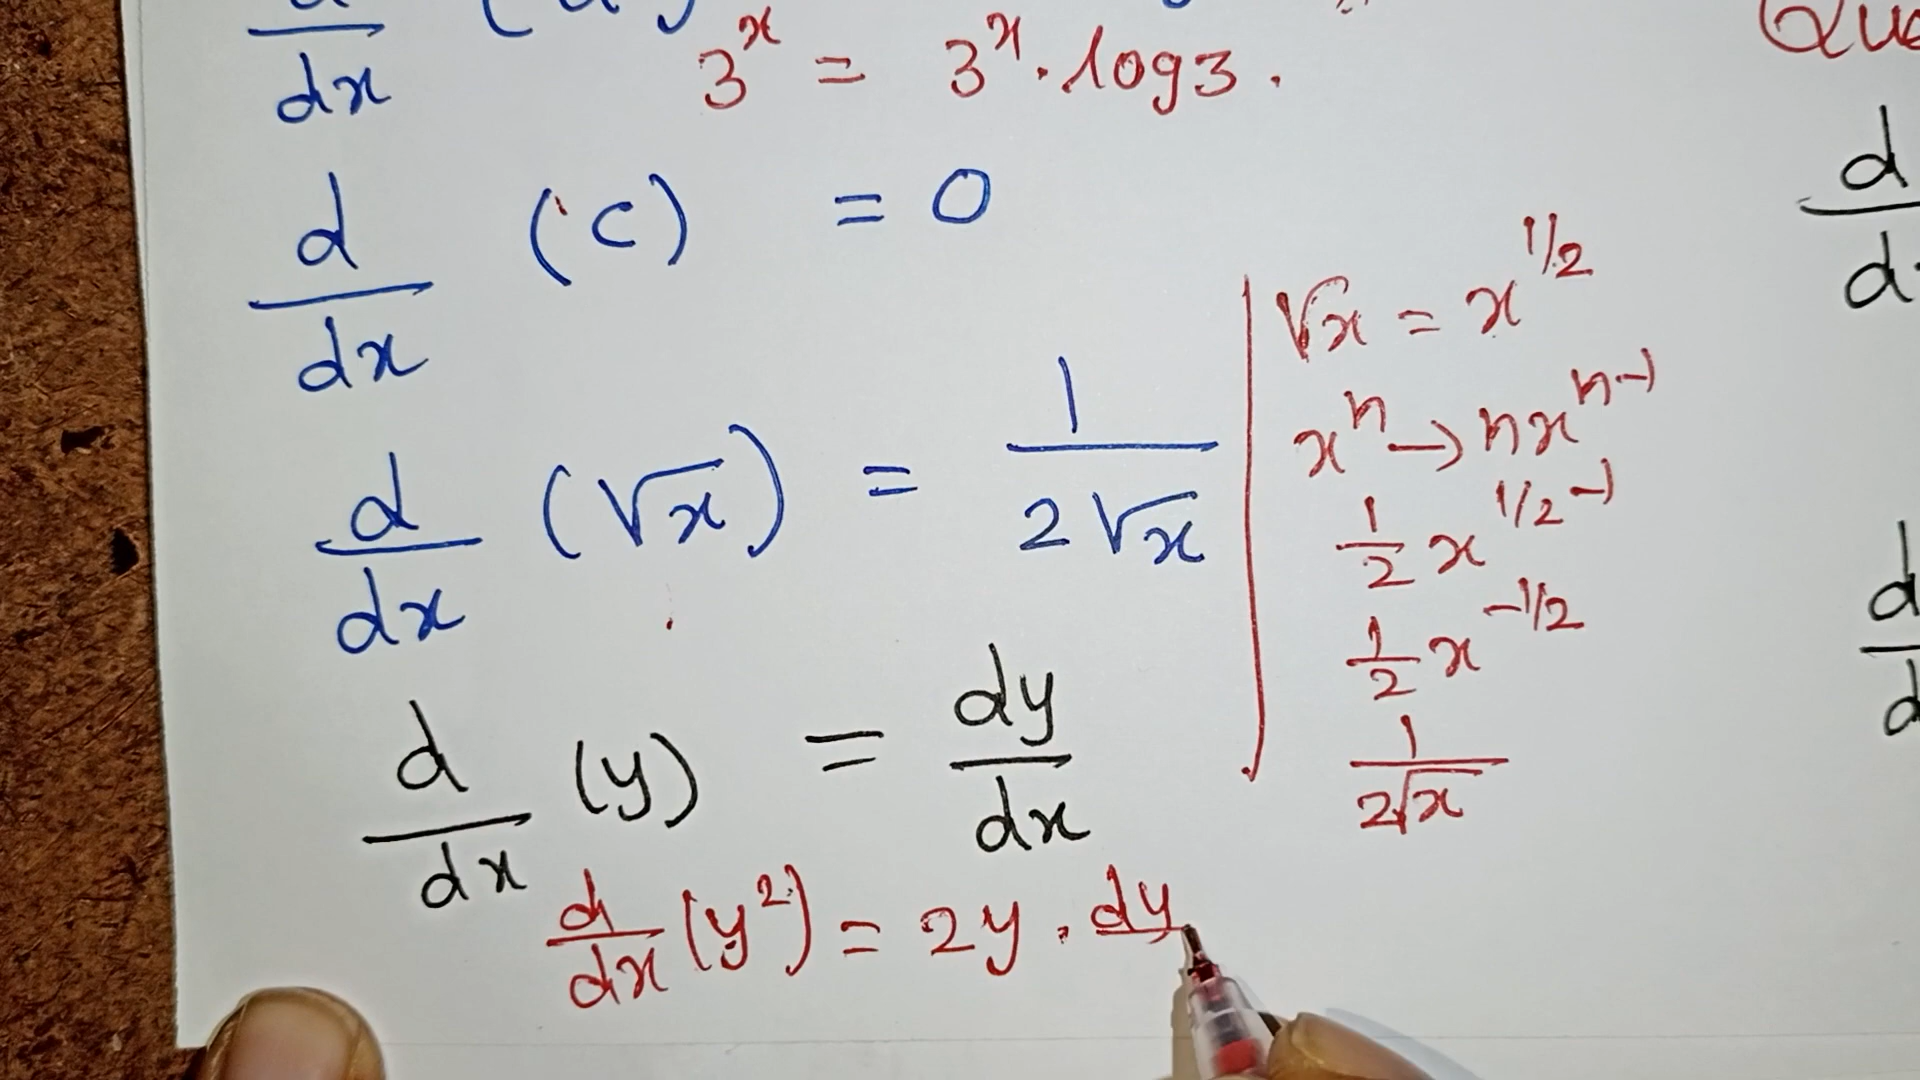 dx
3^x = 3^x . log3 .
d/dx (c) = 0
d/dx (√x) = 1/2√x
√x = x^1/2
x^n → nx^n-1
1/2 x^1/2-1
1/2 x^-1/2
1/2√x
d/dx (y) = dy/dx
d/dx (y^2) = 2y . dy
d
d
d
d